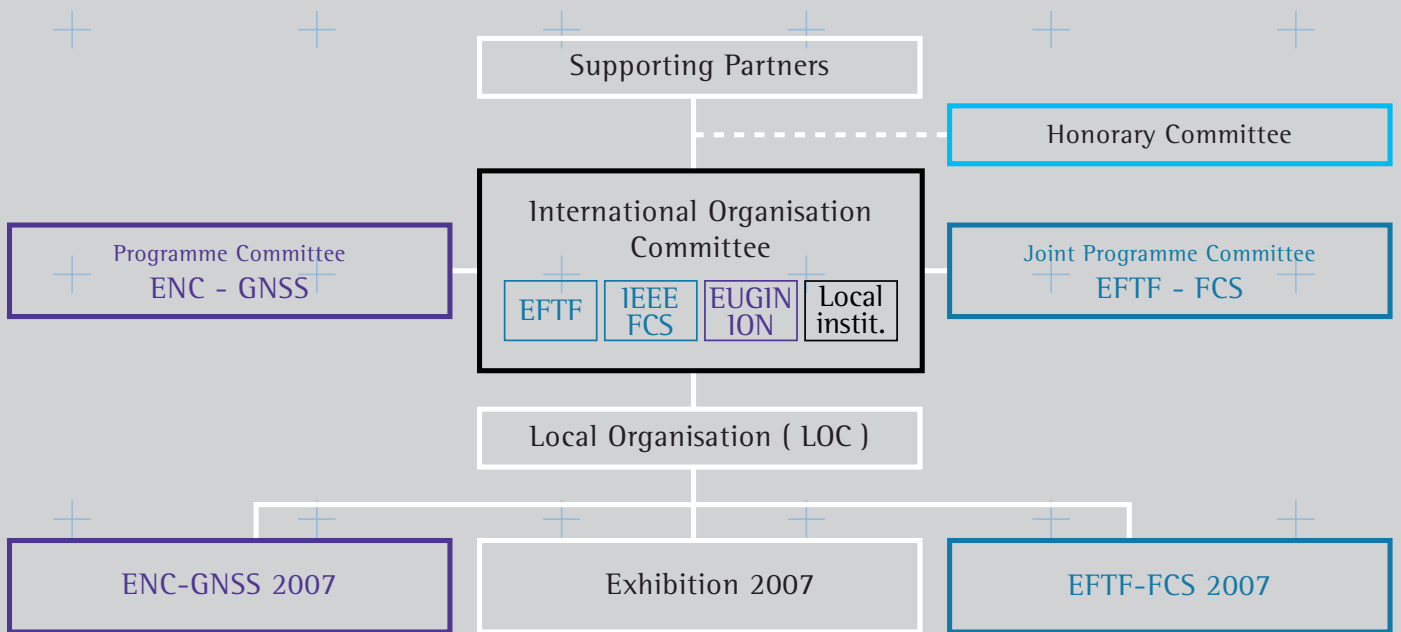 Supporting Partners
Honorary Committee
International Organisation
Committee
Programme Committee
ENC - GNSS
Joint Programme Committee
EFTF - FCS
EFTF
IEEE
FCS
EUGIN
ION
Local
instit.
Local Organisation ( LOC )
ENC-GNSS 2007
Exhibition 2007
EFTF-FCS 2007